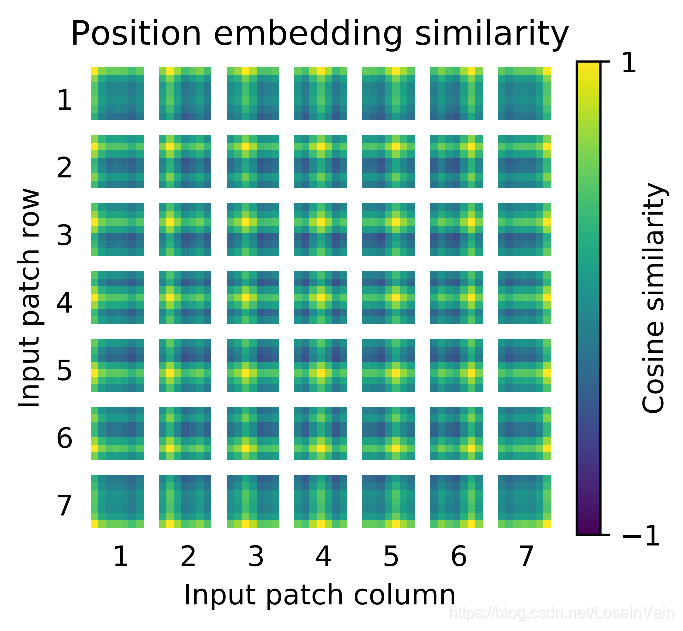 Position embedding similarity
1
2
3
4
5
6
7
Input patch row
1 2 3 4 5 6 7
Input patch column
1
−1
Cosine similarity
https://blog.csdn.net/LoseInVain